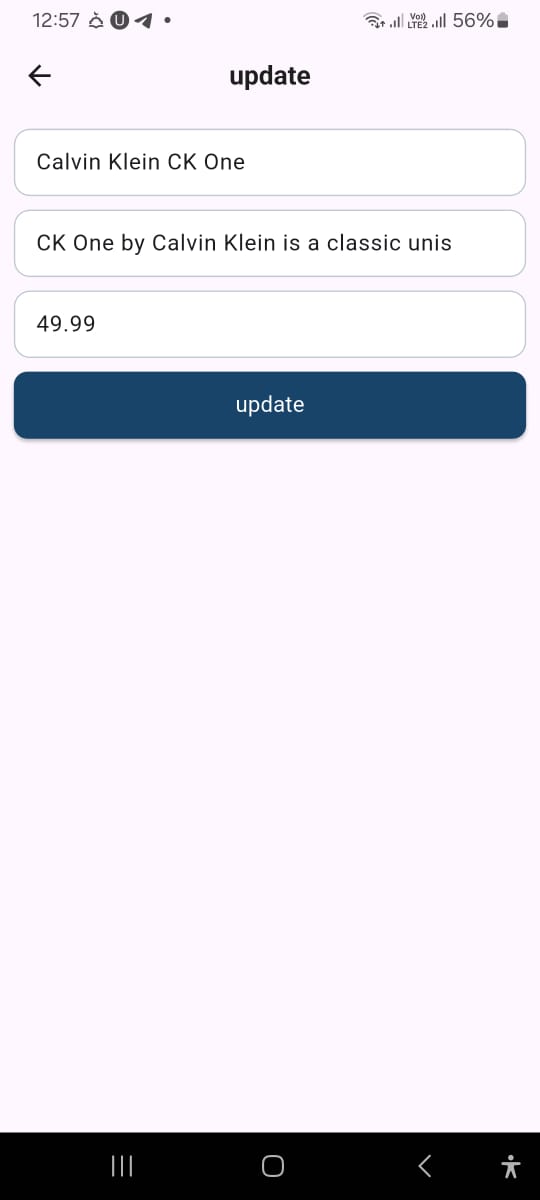 12:57 U Vo)) LTE2 56%
update
Calvin Klein CK One
CK One by Calvin Klein is a classic unis
49.99
update